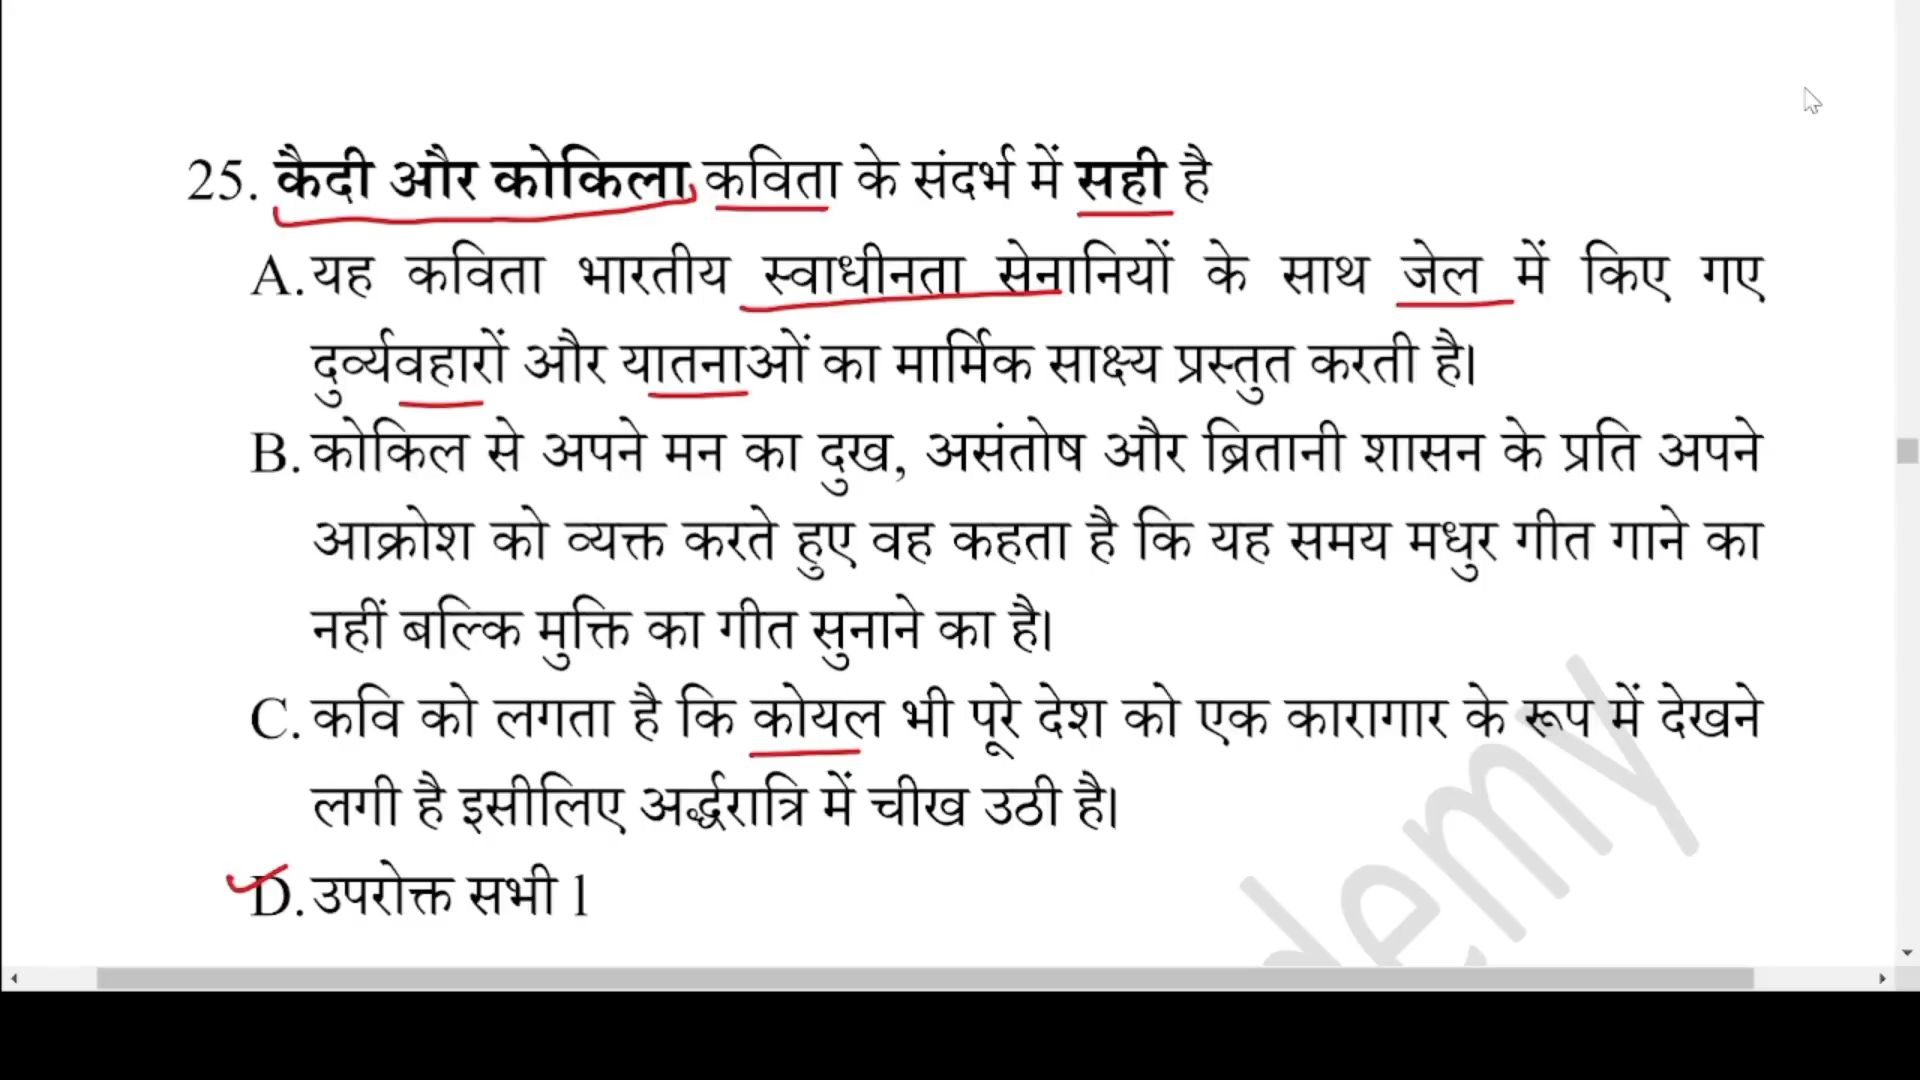 25. कैदी और कोकिला, कविता के संदर्भ में सही है
A. यह कविता भारतीय स्वाधीनता सेनानियों के साथ जेल में किए गए
दुर्व्यवहारों और यातनाओं का मार्मिक साक्ष्य प्रस्तुत करती है।
B. कोकिल से अपने मन का दुख, असंतोष और ब्रितानी शासन के प्रति अपने
आक्रोश को व्यक्त करते हुए वह कहता है कि यह समय मधुर गीत गाने का
नहीं बल्कि मुक्ति का गीत सुनाने का है।
C. कवि को लगता है कि कोयल भी पूरे देश को एक कारागार के रूप में देखने
लगी है इसीलिए अर्द्धरात्रि में चीख उठी है।
D. उपरोक्त सभी l
demy